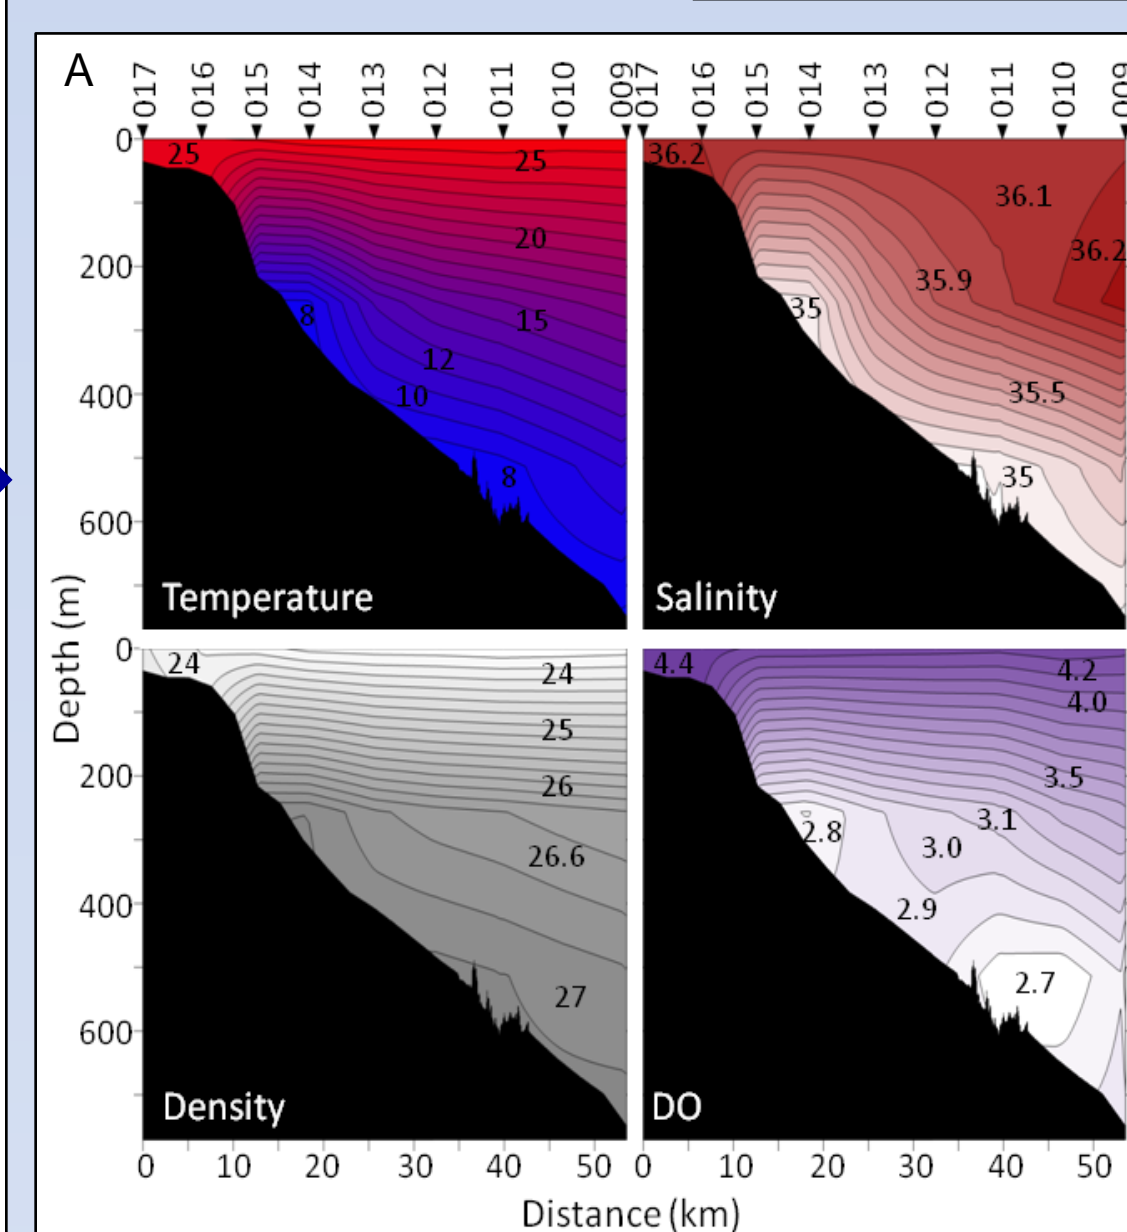 A
017 016 015 014 013 012 011 010 009 017 016 015 014 013 012 011 010 009
0 25 25 36.2 36.1
20 36.2
200 35.9
8 15 35
12
400 10 35.5
8 35
600
Temperature Salinity
Depth (m)
0 24 24 4.4 4.2
4.0
25
200 26 3.5
2.8 3.1
26.6 3.0
400 2.9
27 2.7
600
Density DO
0 10 20 30 40 50 0 10 20 30 40 50
Distance (km)